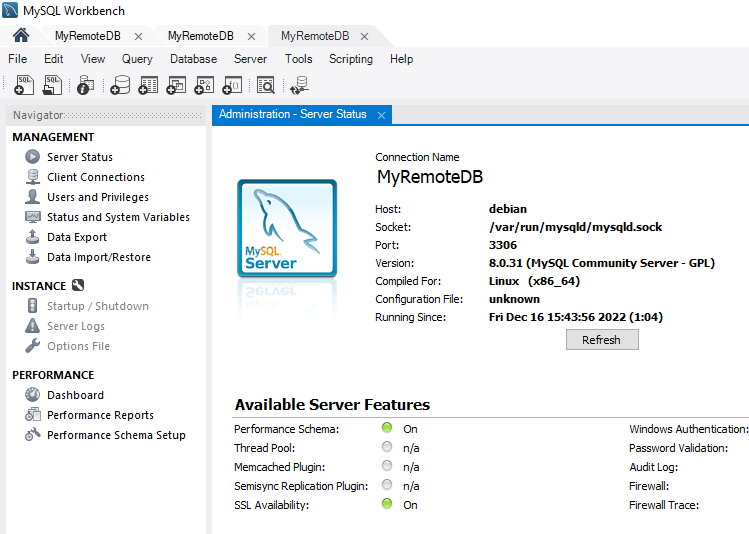 MySQL Workbench
MyRemoteDB MyRemoteDB MyRemoteDB
File Edit View Query Database Server Tools Scripting Help
SQL SQL
Navigator
MANAGEMENT
Server Status
Client Connections
Users and Privileges
Status and System Variables
Data Export
Data Import/Restore
INSTANCE
Startup / Shutdown
Server Logs
Options File
PERFORMANCE
Dashboard
Performance Reports
Performance Schema Setup
Administration - Server Status
MySQL
Server
Connection Name
MyRemoteDB
Host: debian
Socket: /var/run/mysqld/mysqld.sock
Port: 3306
Version: 8.0.31 (MySQL Community Server - GPL)
Compiled For: Linux (x86_64)
Configuration File: unknown
Running Since: Fri Dec 16 15:43:56 2022 (1:04)
Refresh
Available Server Features
Performance Schema: On Windows Authentication:
Thread Pool: n/a Password Validation:
Memcached Plugin: n/a Audit Log:
Semisync Replication Plugin: n/a Firewall:
SSL Availability: On Firewall Trace: